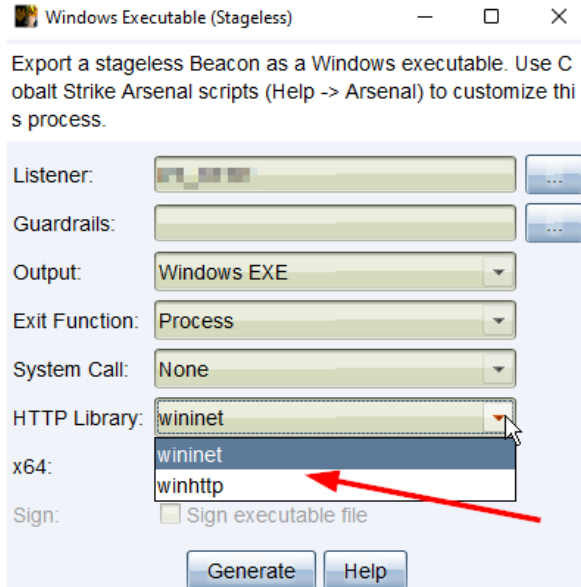 Windows Executable (Stageless)
Export a stageless Beacon as a Windows executable. Use C
obalt Strike Arsenal scripts (Help -> Arsenal) to customize thi
s process.
Listener:
...
Guardrails:
...
Output: Windows EXE
Exit Function: Process
System Call: None
HTTP Library: wininet
wininet
x64:
winhttp
Sign: Sign executable file
Generate Help